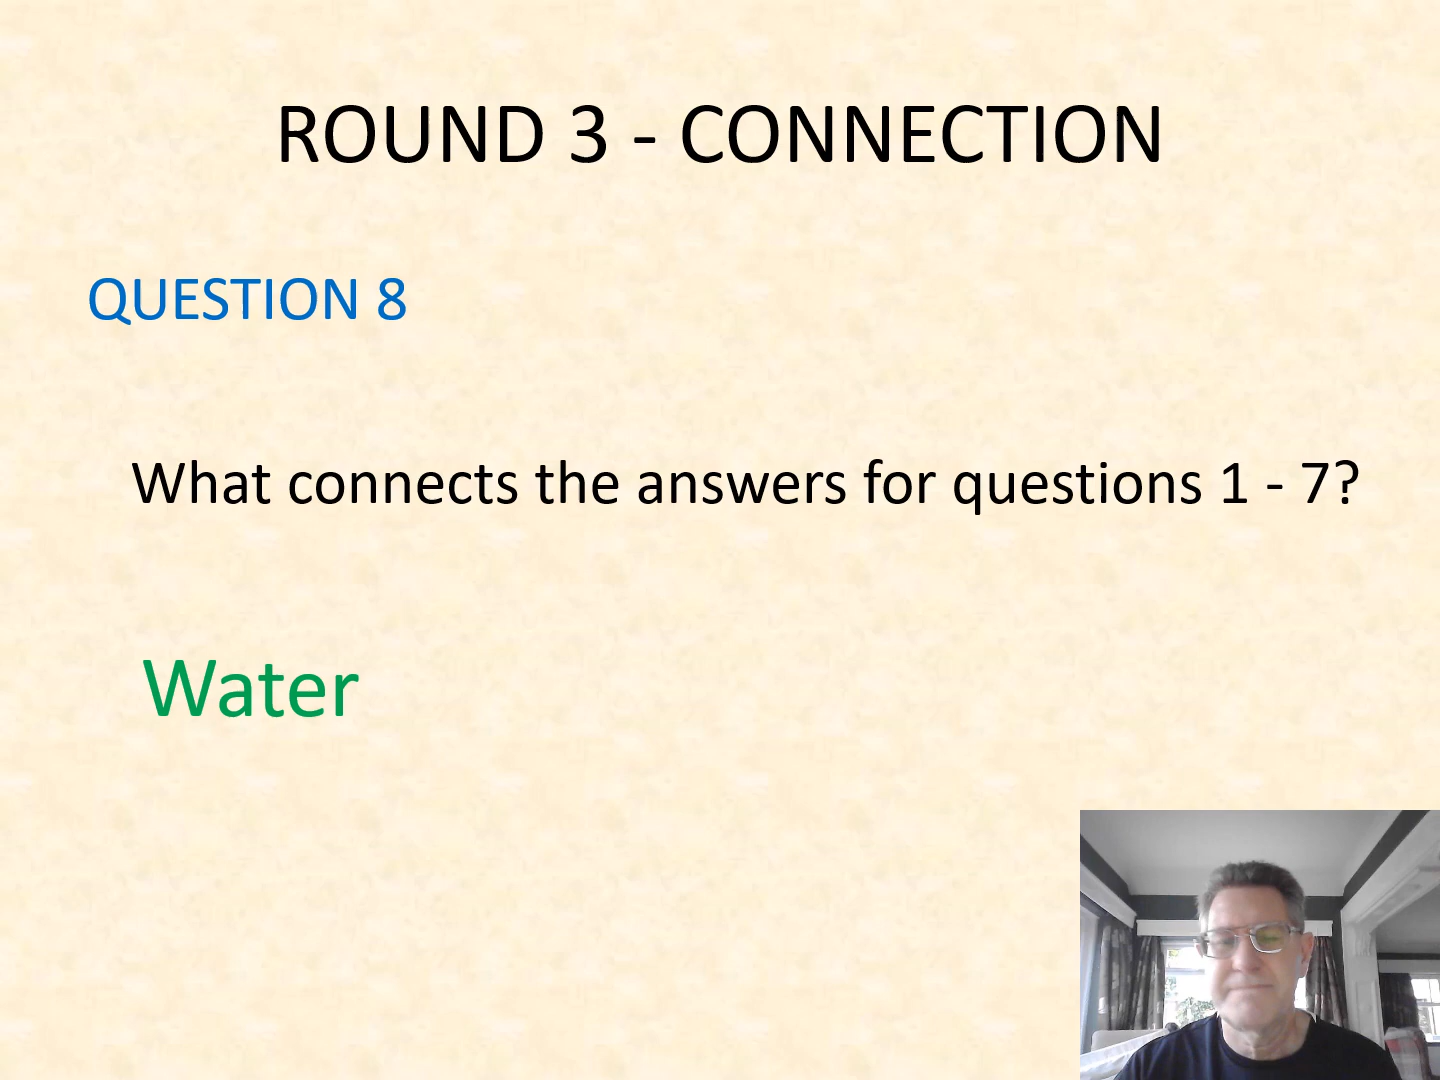 ROUND 3 - CONNECTION
QUESTION 8
What connects the answers for questions 1 - 7?
Water